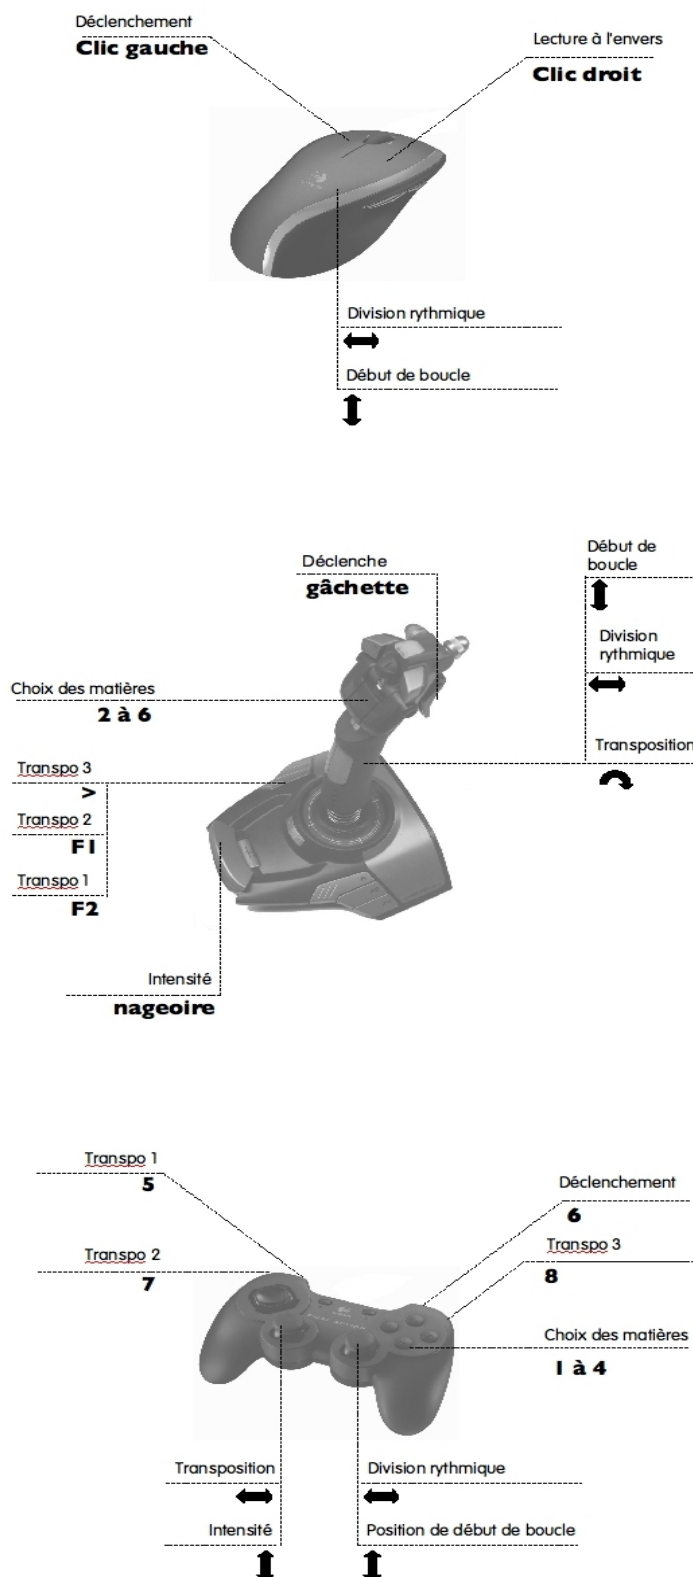 Déclenchement
Clic gauche
Lecture à l'envers
Clic droit
Division rythmique
Début de boucle
Début de
boucle
Déclenche
gâchette
Division
rythmique
Choix des matières
2 à 6
Transposition
Transpo 3
>
Transpo 2
F1
Transpo 1
F2
Intensité
nageoire
Transpo 1
5
Déclenchement
6
Transpo 2
7
Transpo 3
8
Choix des matières
1 à 4
Transposition
Division rythmique
Intensité
Position de début de boucle